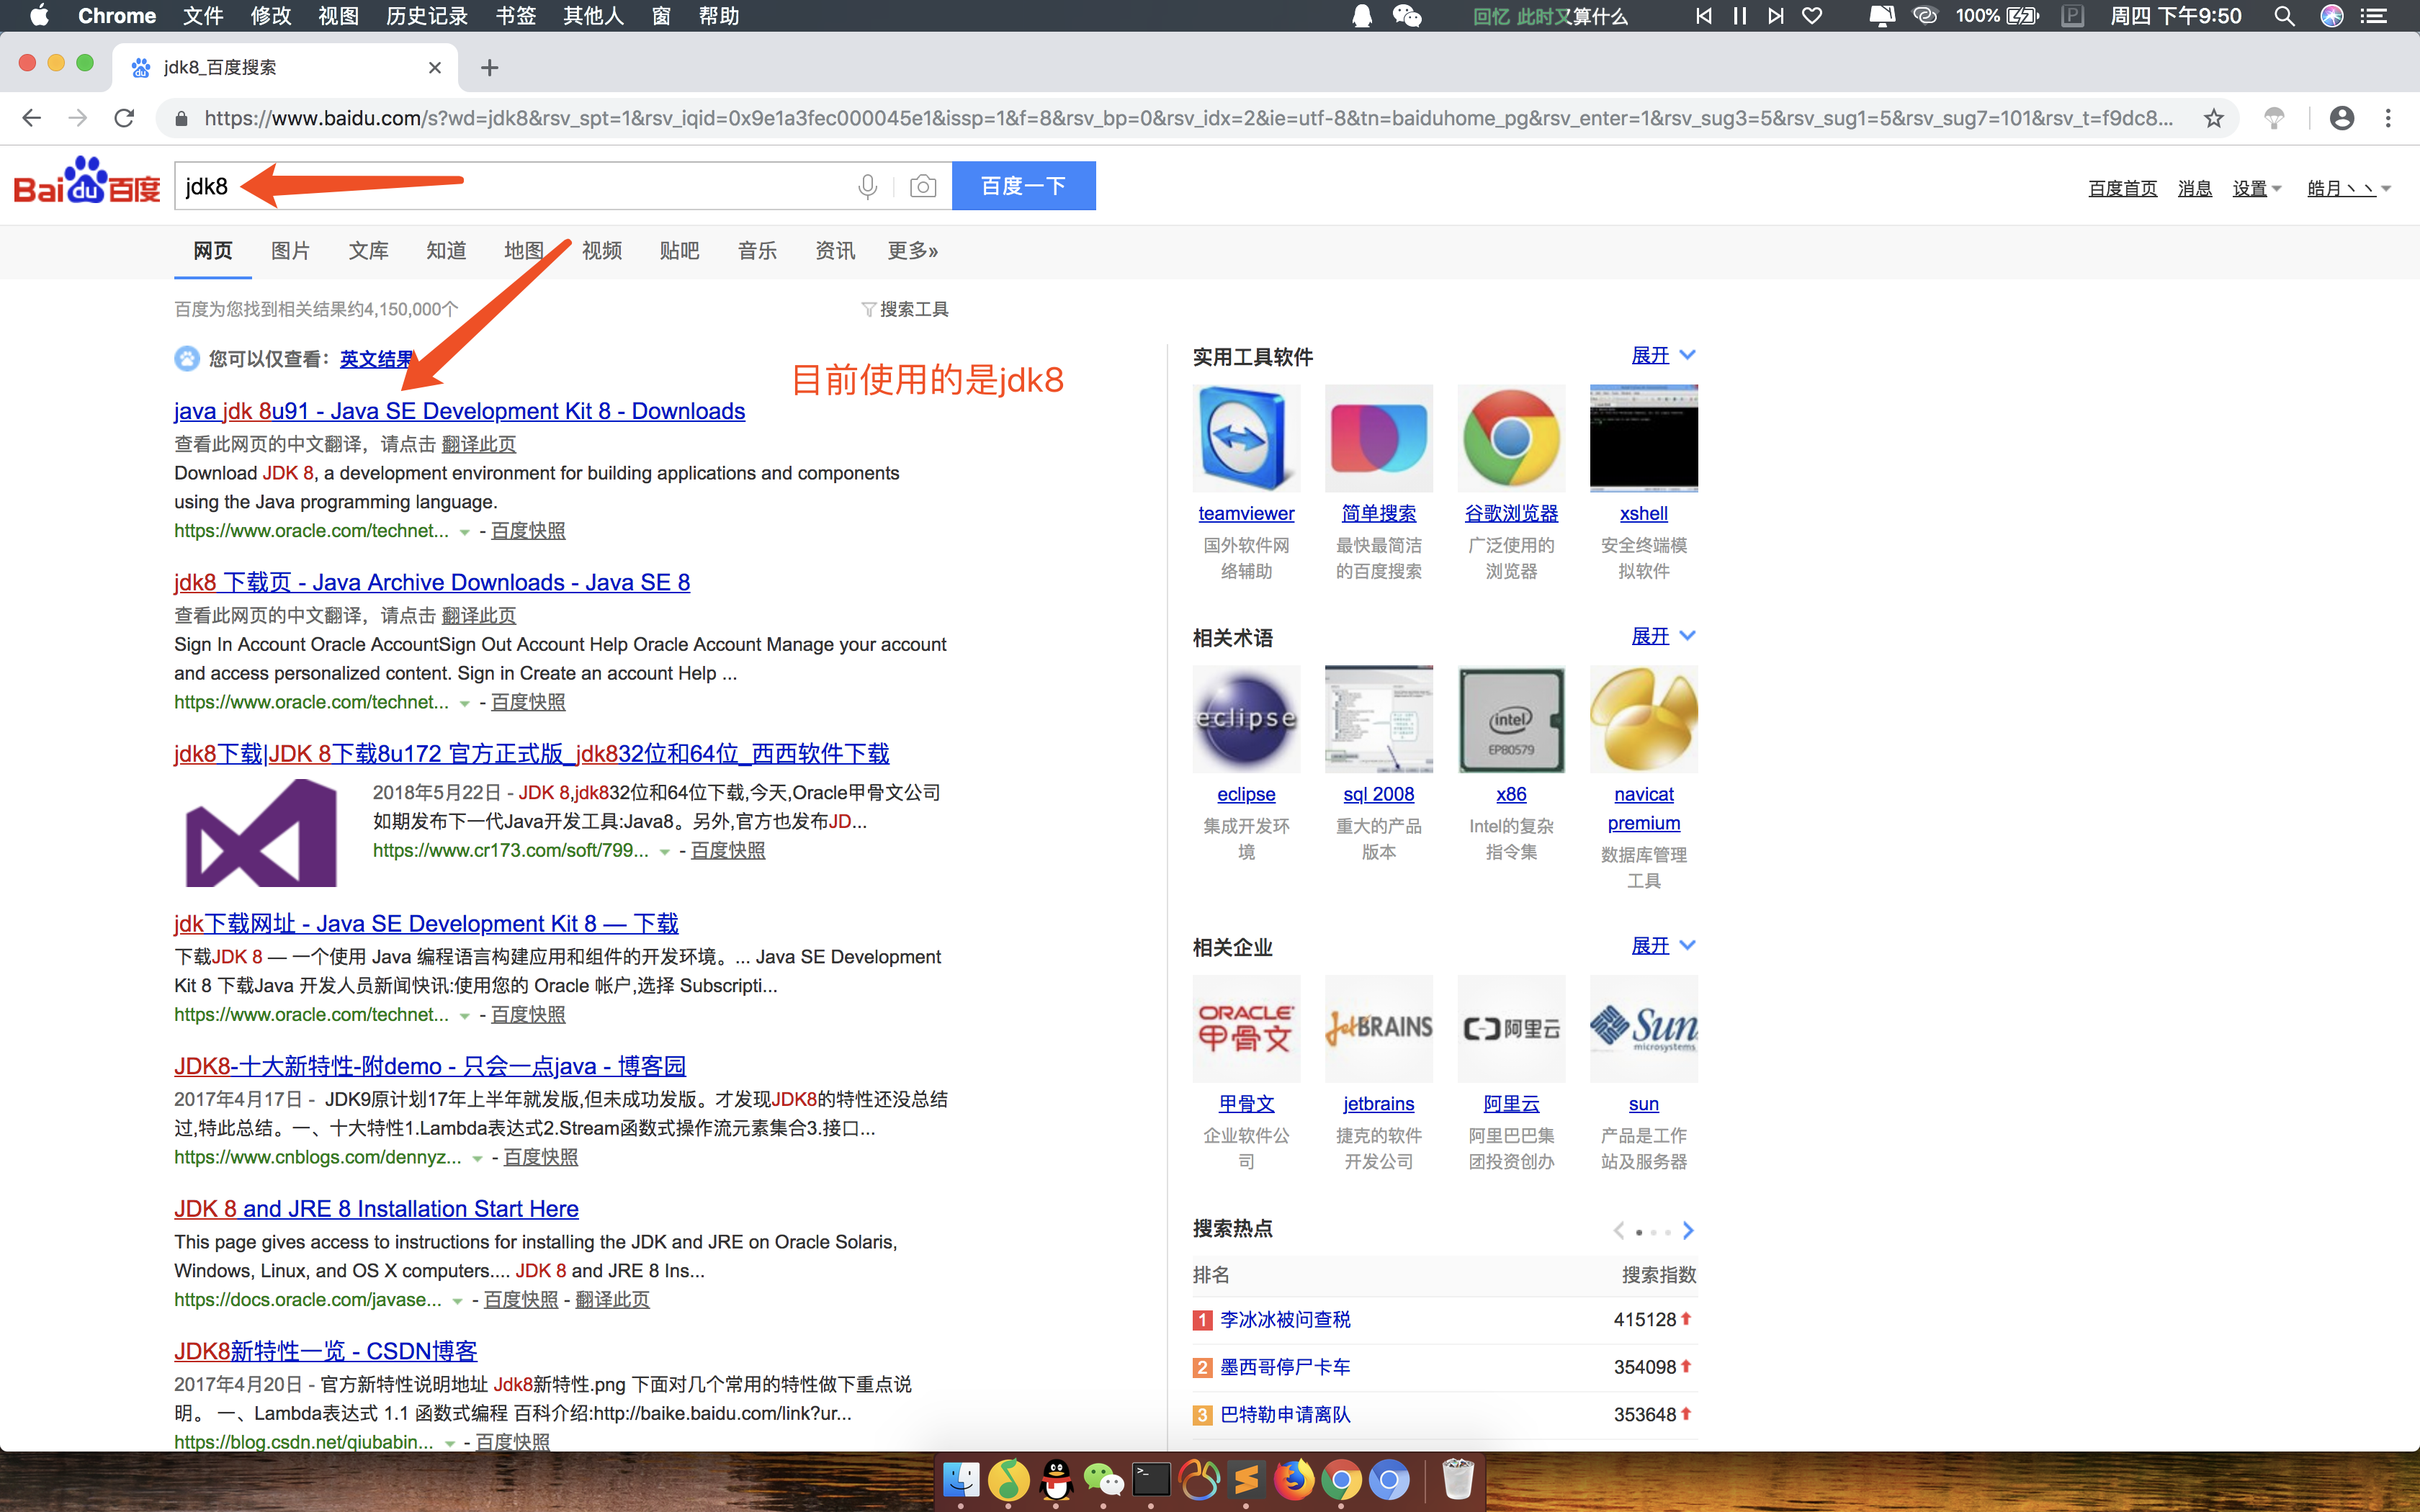 Chrome 文件 修改 视图 历史记录 书签 其他人 窗 帮助 回忆 此时又算什么 100% P 周四 下午9:50
jdk8_百度搜索
https://www.baidu.com/s?wd=jdk8&rsv_spt=1&rsv_iqid=0x9e1a3fec000045e1&issp=1&f=8&rsv_bp=0&rsv_idx=2&ie=utf-8&tn=baiduhome_pg&rsv_enter=1&rsv_sug3=5&rsv_sug1=5&rsv_sug7=101&rsv_t=f9dc8...
Bai du 百度 jdk8 百度一下 百度首页 消息 设置 皓月丶丶
网页 图片 文库 知道 地图 视频 贴吧 音乐 资讯 更多»
百度为您找到相关结果约4,150,000个 搜索工具
您可以仅查看：英文结果
目前使用的是jdk8
java jdk 8u91 - Java SE Development Kit 8 - Downloads
查看此网页的中文翻译，请点击 翻译此页
Download JDK 8, a development environment for building applications and components
using the Java programming language.
https://www.oracle.com/technet... - 百度快照
jdk8 下载页 - Java Archive Downloads - Java SE 8
查看此网页的中文翻译，请点击 翻译此页
Sign In Account Oracle AccountSign Out Account Help Oracle Account Manage your account
and access personalized content. Sign in Create an account Help ...
https://www.oracle.com/technet... - 百度快照
jdk8下载|JDK 8下载8u172 官方正式版_jdk832位和64位_西西软件下载
2018年5月22日 - JDK 8,jdk832位和64位下载,今天,Oracle甲骨文公司
如期发布下一代Java开发工具:Java8。另外,官方也发布JD...
https://www.cr173.com/soft/799... - 百度快照
jdk下载网址 - Java SE Development Kit 8 — 下载
下载JDK 8 — 一个使用 Java 编程语言构建应用和组件的开发环境。... Java SE Development
Kit 8 下载Java 开发人员新闻快讯:使用您的 Oracle 帐户,选择 Subscripti...
https://www.oracle.com/technet... - 百度快照
JDK8-十大新特性-附demo - 只会一点java - 博客园
2017年4月17日 - JDK9原计划17年上半年就发版,但未成功发版。才发现JDK8的特性还没总结
过,特此总结。一、十大特性1.Lambda表达式2.Stream函数式操作流元素集合3.接口...
https://www.cnblogs.com/dennyz... - 百度快照
JDK 8 and JRE 8 Installation Start Here
This page gives access to instructions for installing the JDK and JRE on Oracle Solaris,
Windows, Linux, and OS X computers.... JDK 8 and JRE 8 Ins...
https://docs.oracle.com/javase... - 百度快照 - 翻译此页
JDK8新特性一览 - CSDN博客
2017年4月20日 - 官方新特性说明地址 Jdk8新特性.png 下面对几个常用的特性做下重点说
明。 一、Lambda表达式 1.1 函数式编程 百科介绍:http://baike.baidu.com/link?ur...
https://blog.csdn.net/qiubabin... - 百度快照
实用工具软件 展开
teamviewer 简单搜索 谷歌浏览器 xshell
国外软件网 最快最简洁 广泛使用的 安全终端模
络辅助 的百度搜索 浏览器 拟软件
相关术语 展开
eclipse intel EP80579
eclipse sql 2008 x86 navicat
premium
集成开发环 重大的产品 Intel的复杂 数据库管理
境 版本 指令集 工具
相关企业 展开
ORACLE 甲骨文 JetBRAINS 阿里云 Sun microsystems
甲骨文 jetbrains 阿里云 sun
企业软件公 捷克的软件 阿里巴巴集 产品是工作
司 开发公司 团投资创办 站及服务器
搜索热点
排名 搜索指数
1 李冰冰被问查税 415128
2 墨西哥停尸卡车 354098
3 巴特勒申请离队 353648